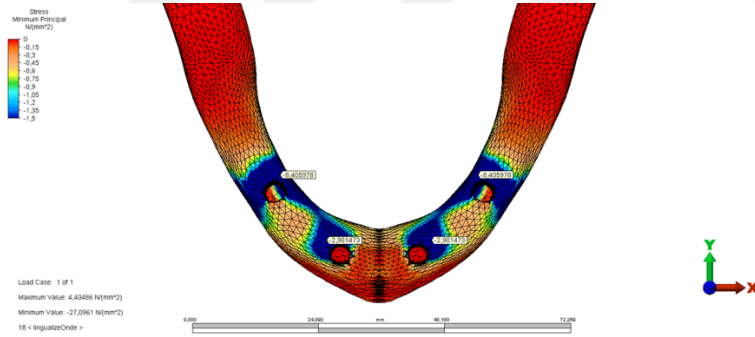 Stress
Minimum Principal
N/(mm^2)
0
-0,15
-0,3
-0,45
-0,6
-0,75
-0,9
-1,05
-1,2
-1,35
-1,5
-8,405978
-8,405978
-2,901473
-2,901473
Load Case: 1 of 1
Maximum Value: 4,40486 N/(mm^2)
Minimum Value: -27,0961 N/(mm^2)
18 < lingualizeOnde >
0,000 24,090 mm 48,180 72,269
Y
X